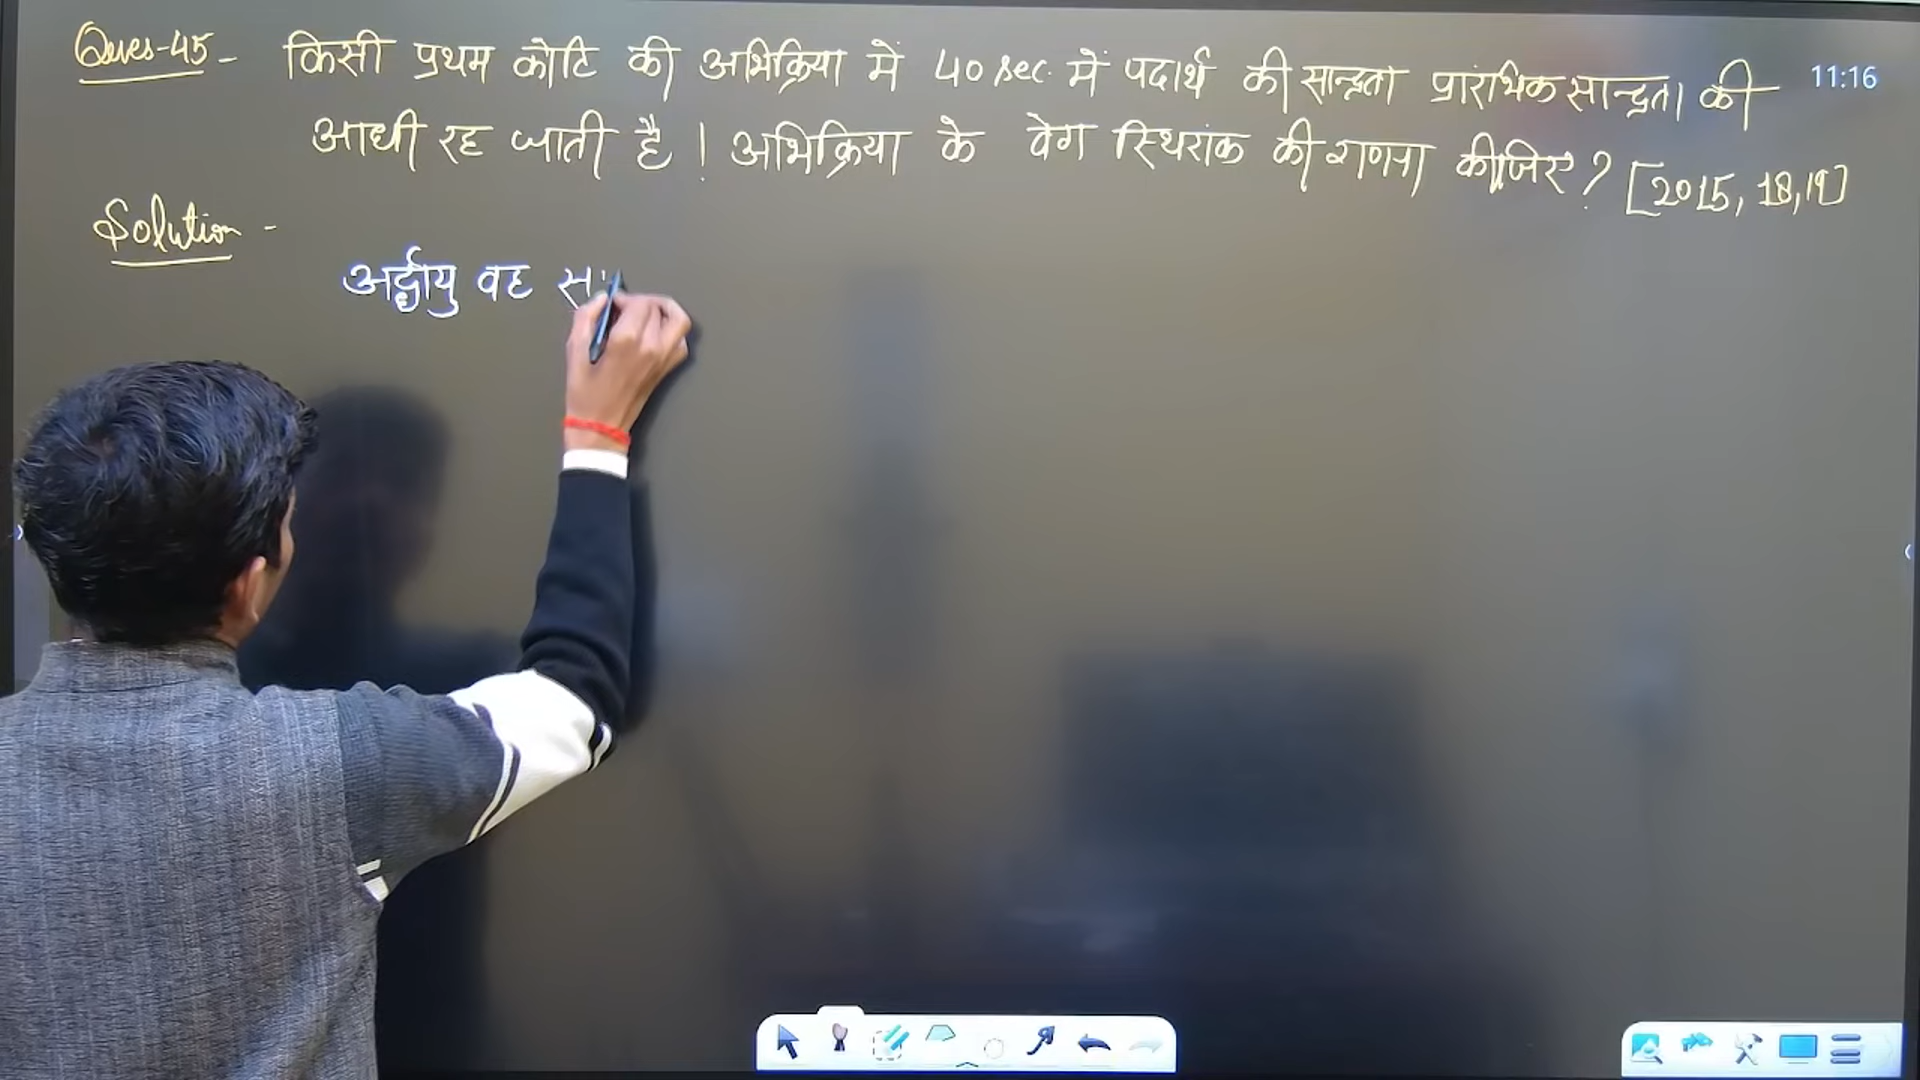 Ques-45- किसी प्रथम कोटि की अभिक्रिया में 40 sec. में पदार्थ की सान्द्रता प्रारंभिक सान्द्रता की
11:16
आधी रह जाती है ! अभिक्रिया के वेग स्थिरांक की गणना कीजिए ? [2015, 18,19]
Solution -
अर्द्धायु वह